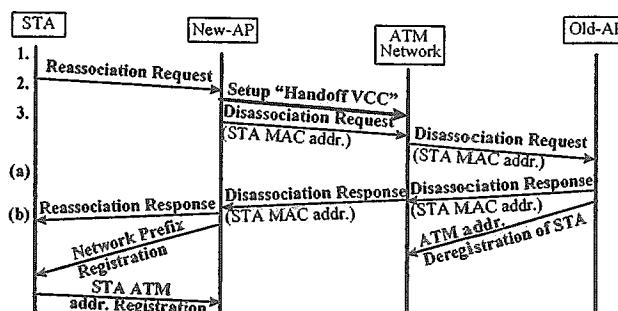 STA
New-AP
ATM
Network
Old-AP
1.
Reassociation Request
2.
Setup "Handoff VCC"
3.
Disassociation Request
(STA MAC addr.)
Disassociation Request
(STA MAC addr.)
(a)
Disassociation Response
(STA MAC addr.)
Disassociation Response
(STA MAC addr.)
(b)
Reassociation Response
ATM addr.
Deregistration of STA
Network Prefix
Registration
STA ATM
addr. Registration